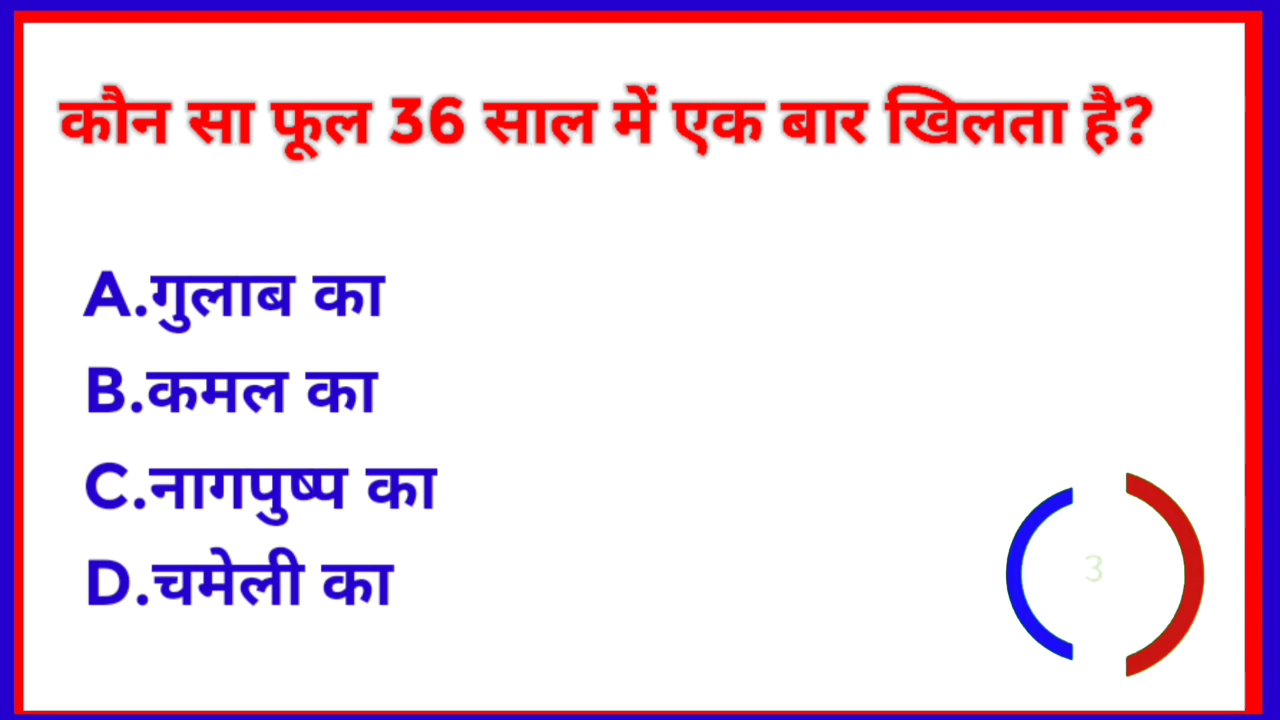 कौन सा फूल 36 साल में एक बार खिलता है?
A.गुलाब का
B.कमल का
C.नागपुष्प का
D.चमेली का
3